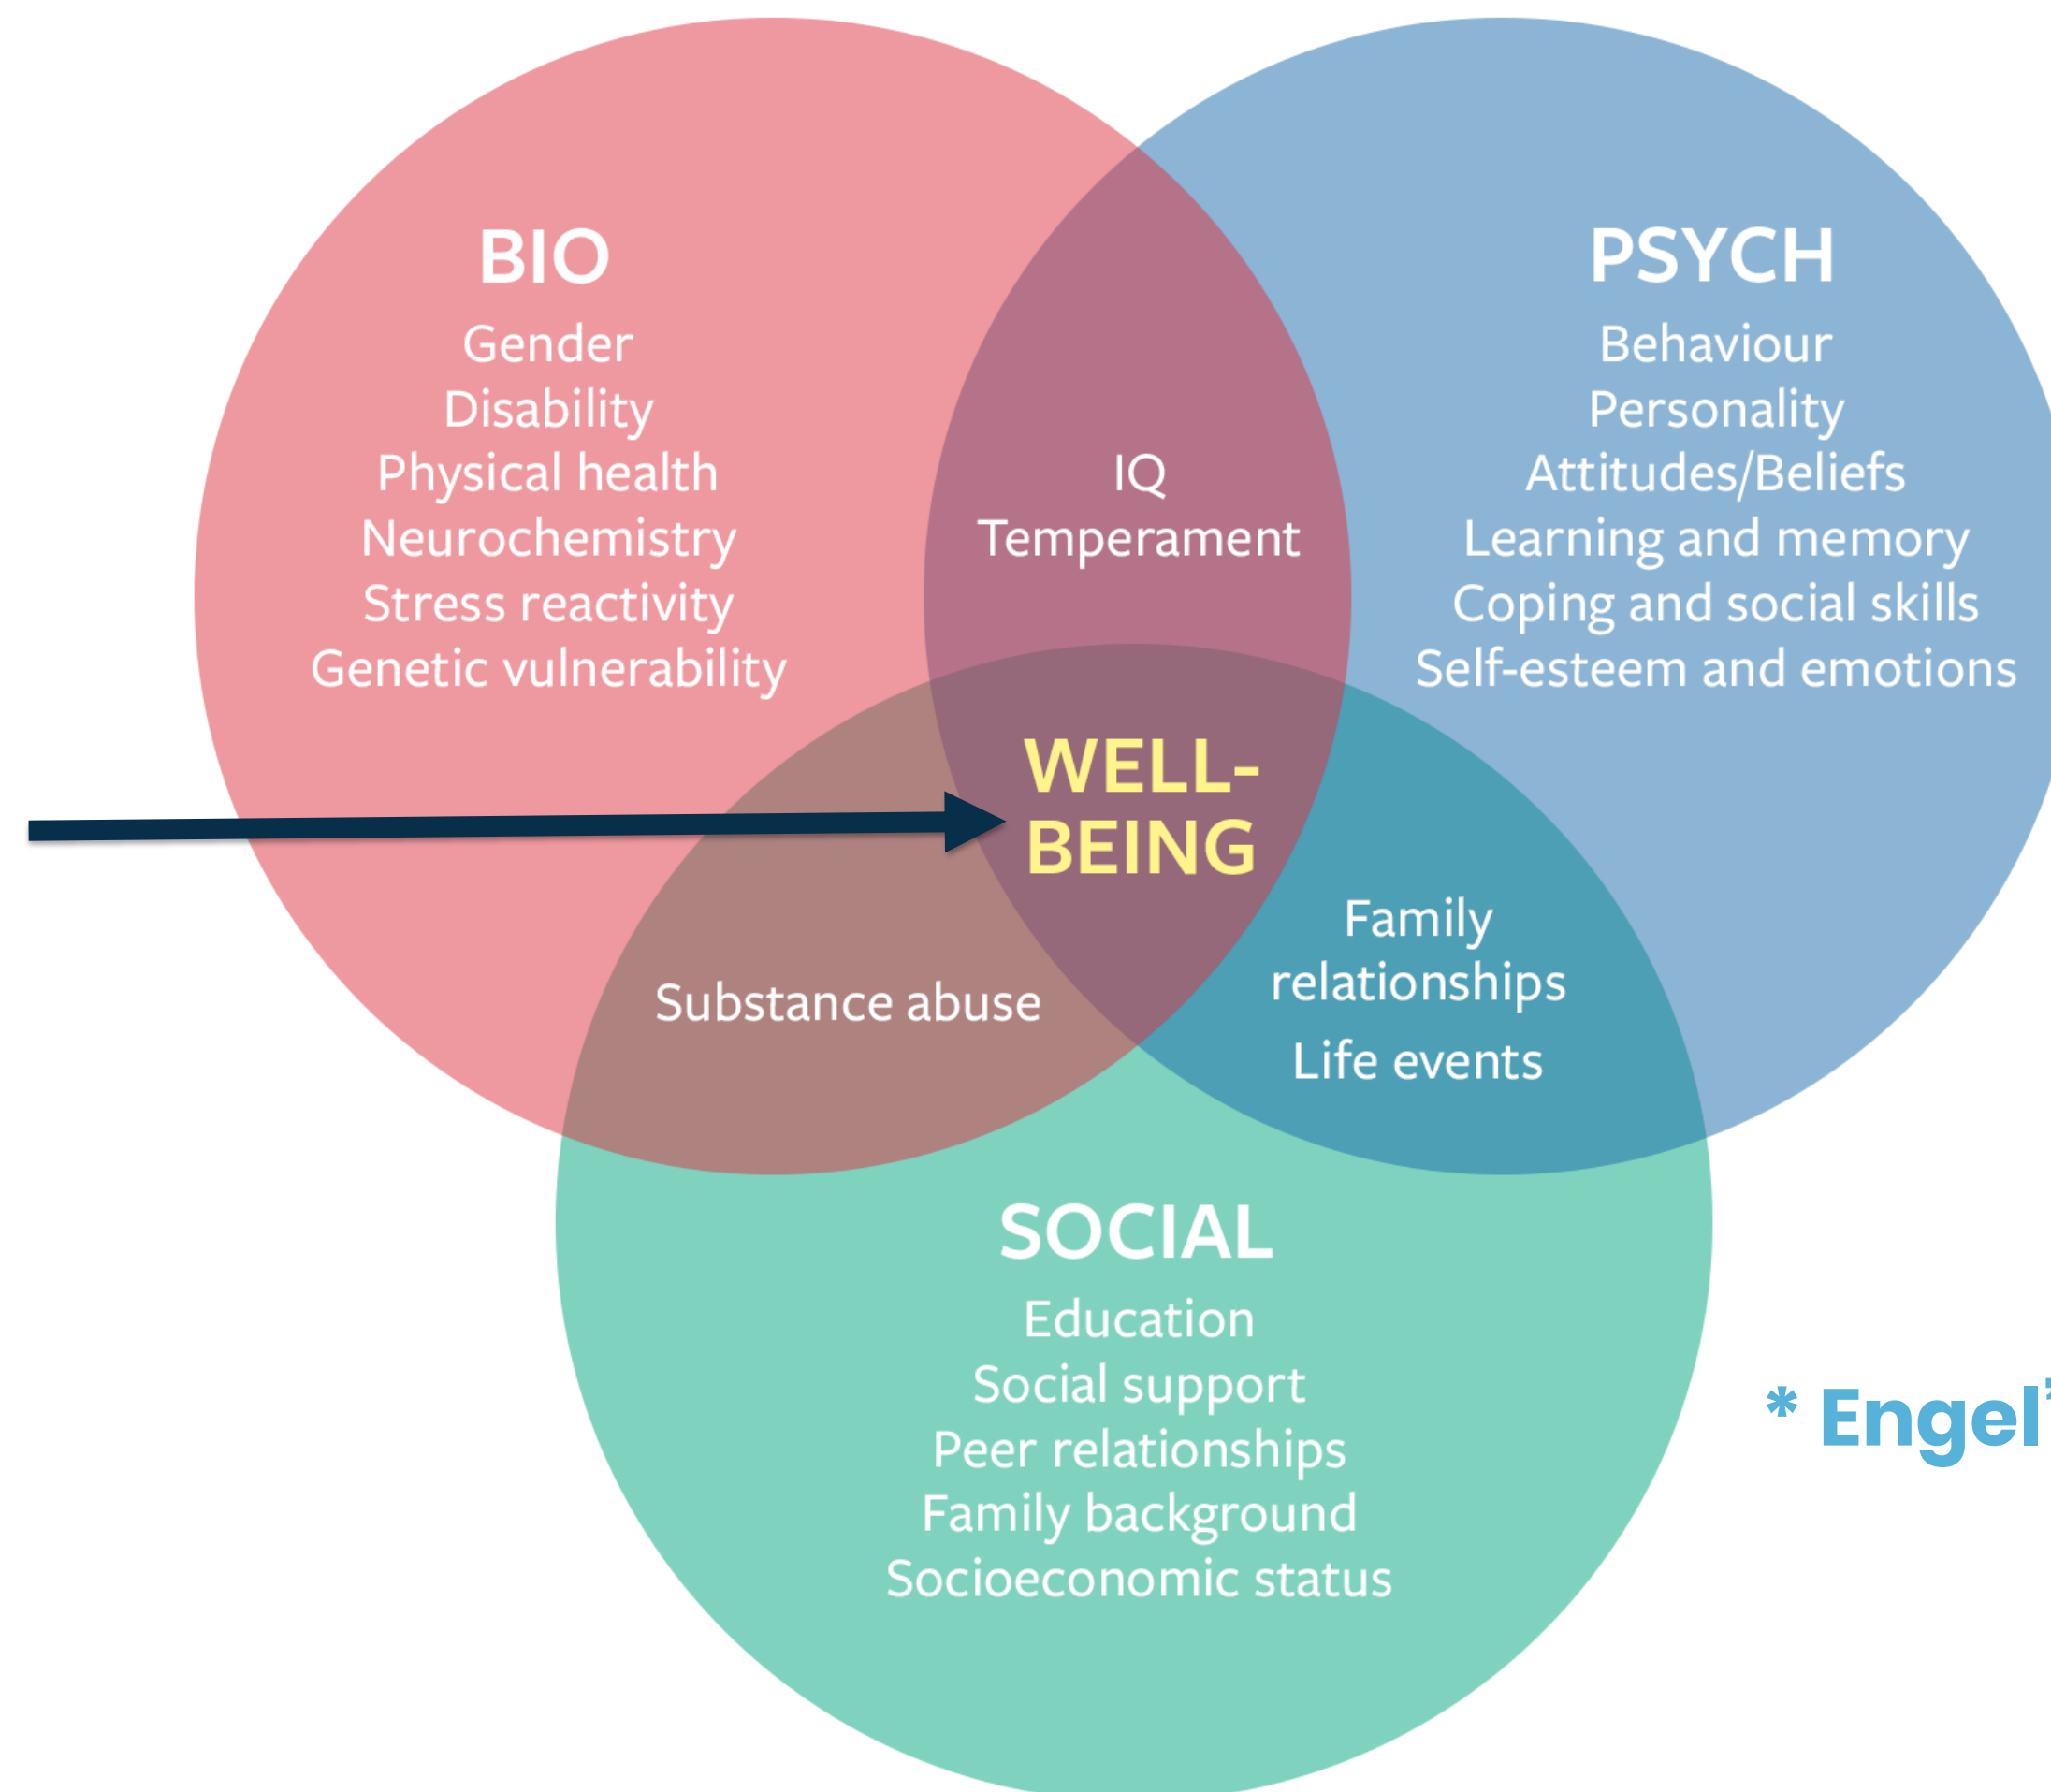 BIO
Gender
Disability
Physical health
Neurochemistry
Stress reactivity
Genetic vulnerability
IQ
Temperament
PSYCH
Behaviour
Personality
Attitudes/Beliefs
Learning and memory
Coping and social skills
Self-esteem and emotions
WELL-
BEING
Substance abuse
Family
relationships
Life events
SOCIAL
Education
Social support
Peer relationships
Family background
Socioeconomic status
* Engel'